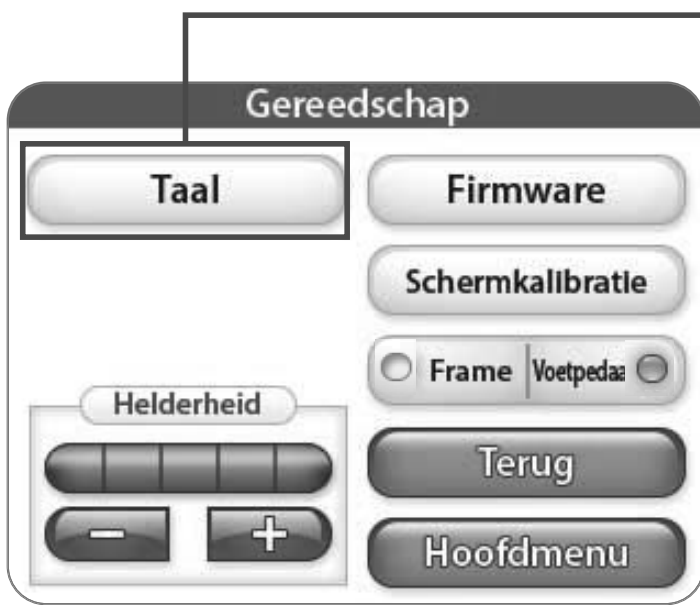 Gereedschap
Taal
Firmware
Schermkalibratie
Frame
Voetpedaa
Helderheid
Terug
Hoofdmenu